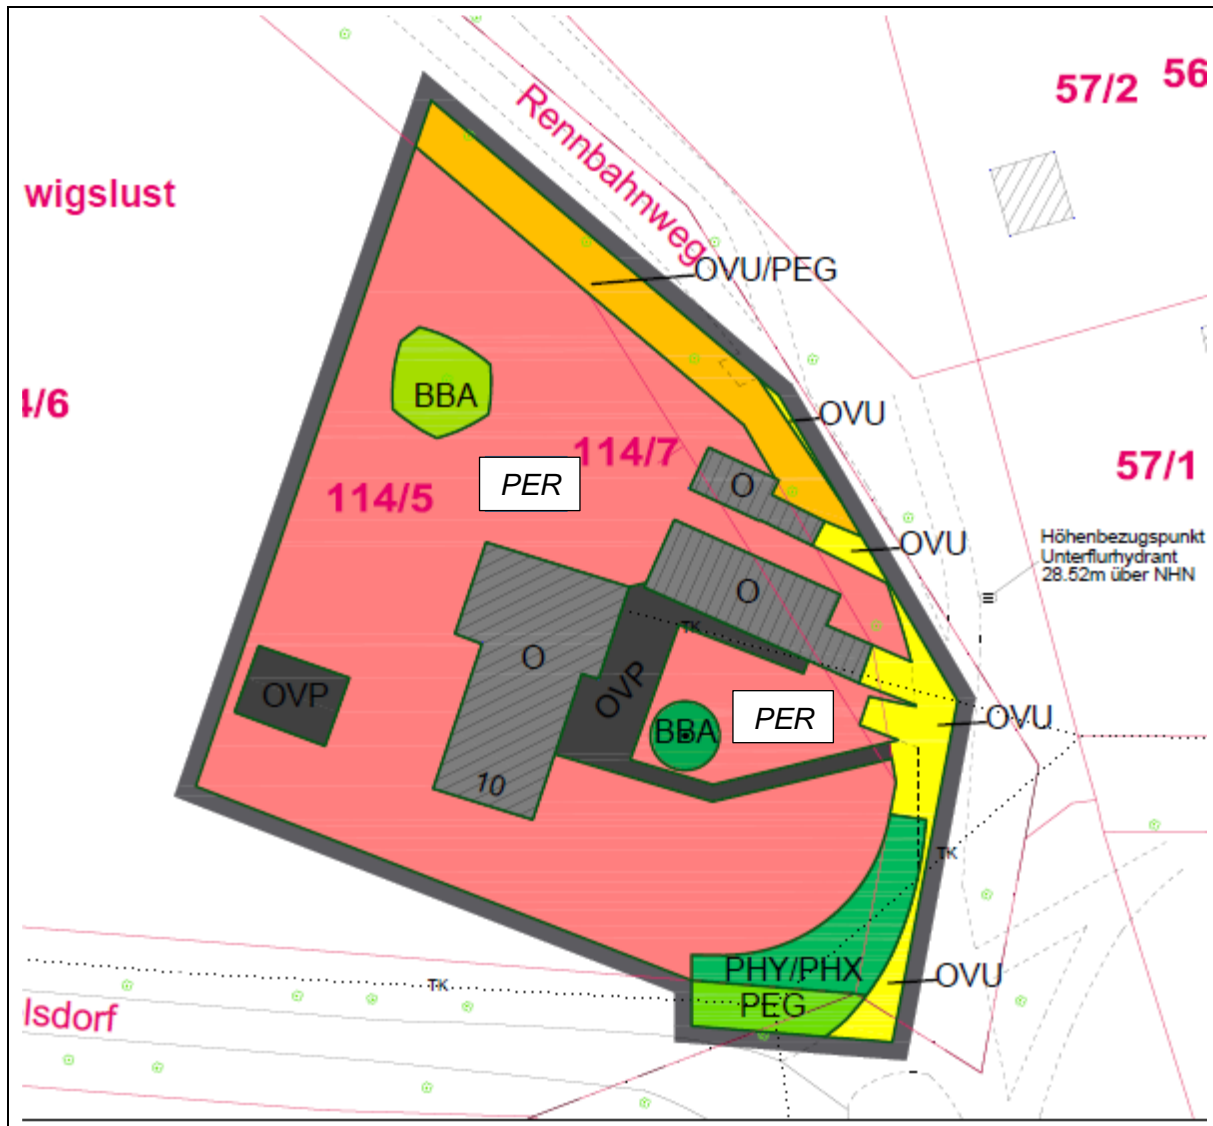 57/2
56
Rennbahnweg
wigslust
OVU/PEG
BBA
4/6
OVU
114/7
57/1
PER
O
114/5
OVU
Höhenbezugspunkt
Unterflurhydrant
28.52m über NHN
O
TK
O
OVP
OVP
PER
BBA
OVU
10
TK
PHY/PHX
OVU
TK
PEG
lsdorf